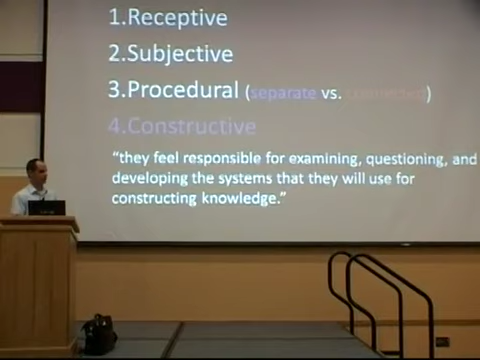 1.Receptive
2.Subjective
3.Procedural (separate vs. connected)
4.Constructive
“they feel responsible for examining, questioning, and
developing the systems that they will use for
constructing knowledge.”